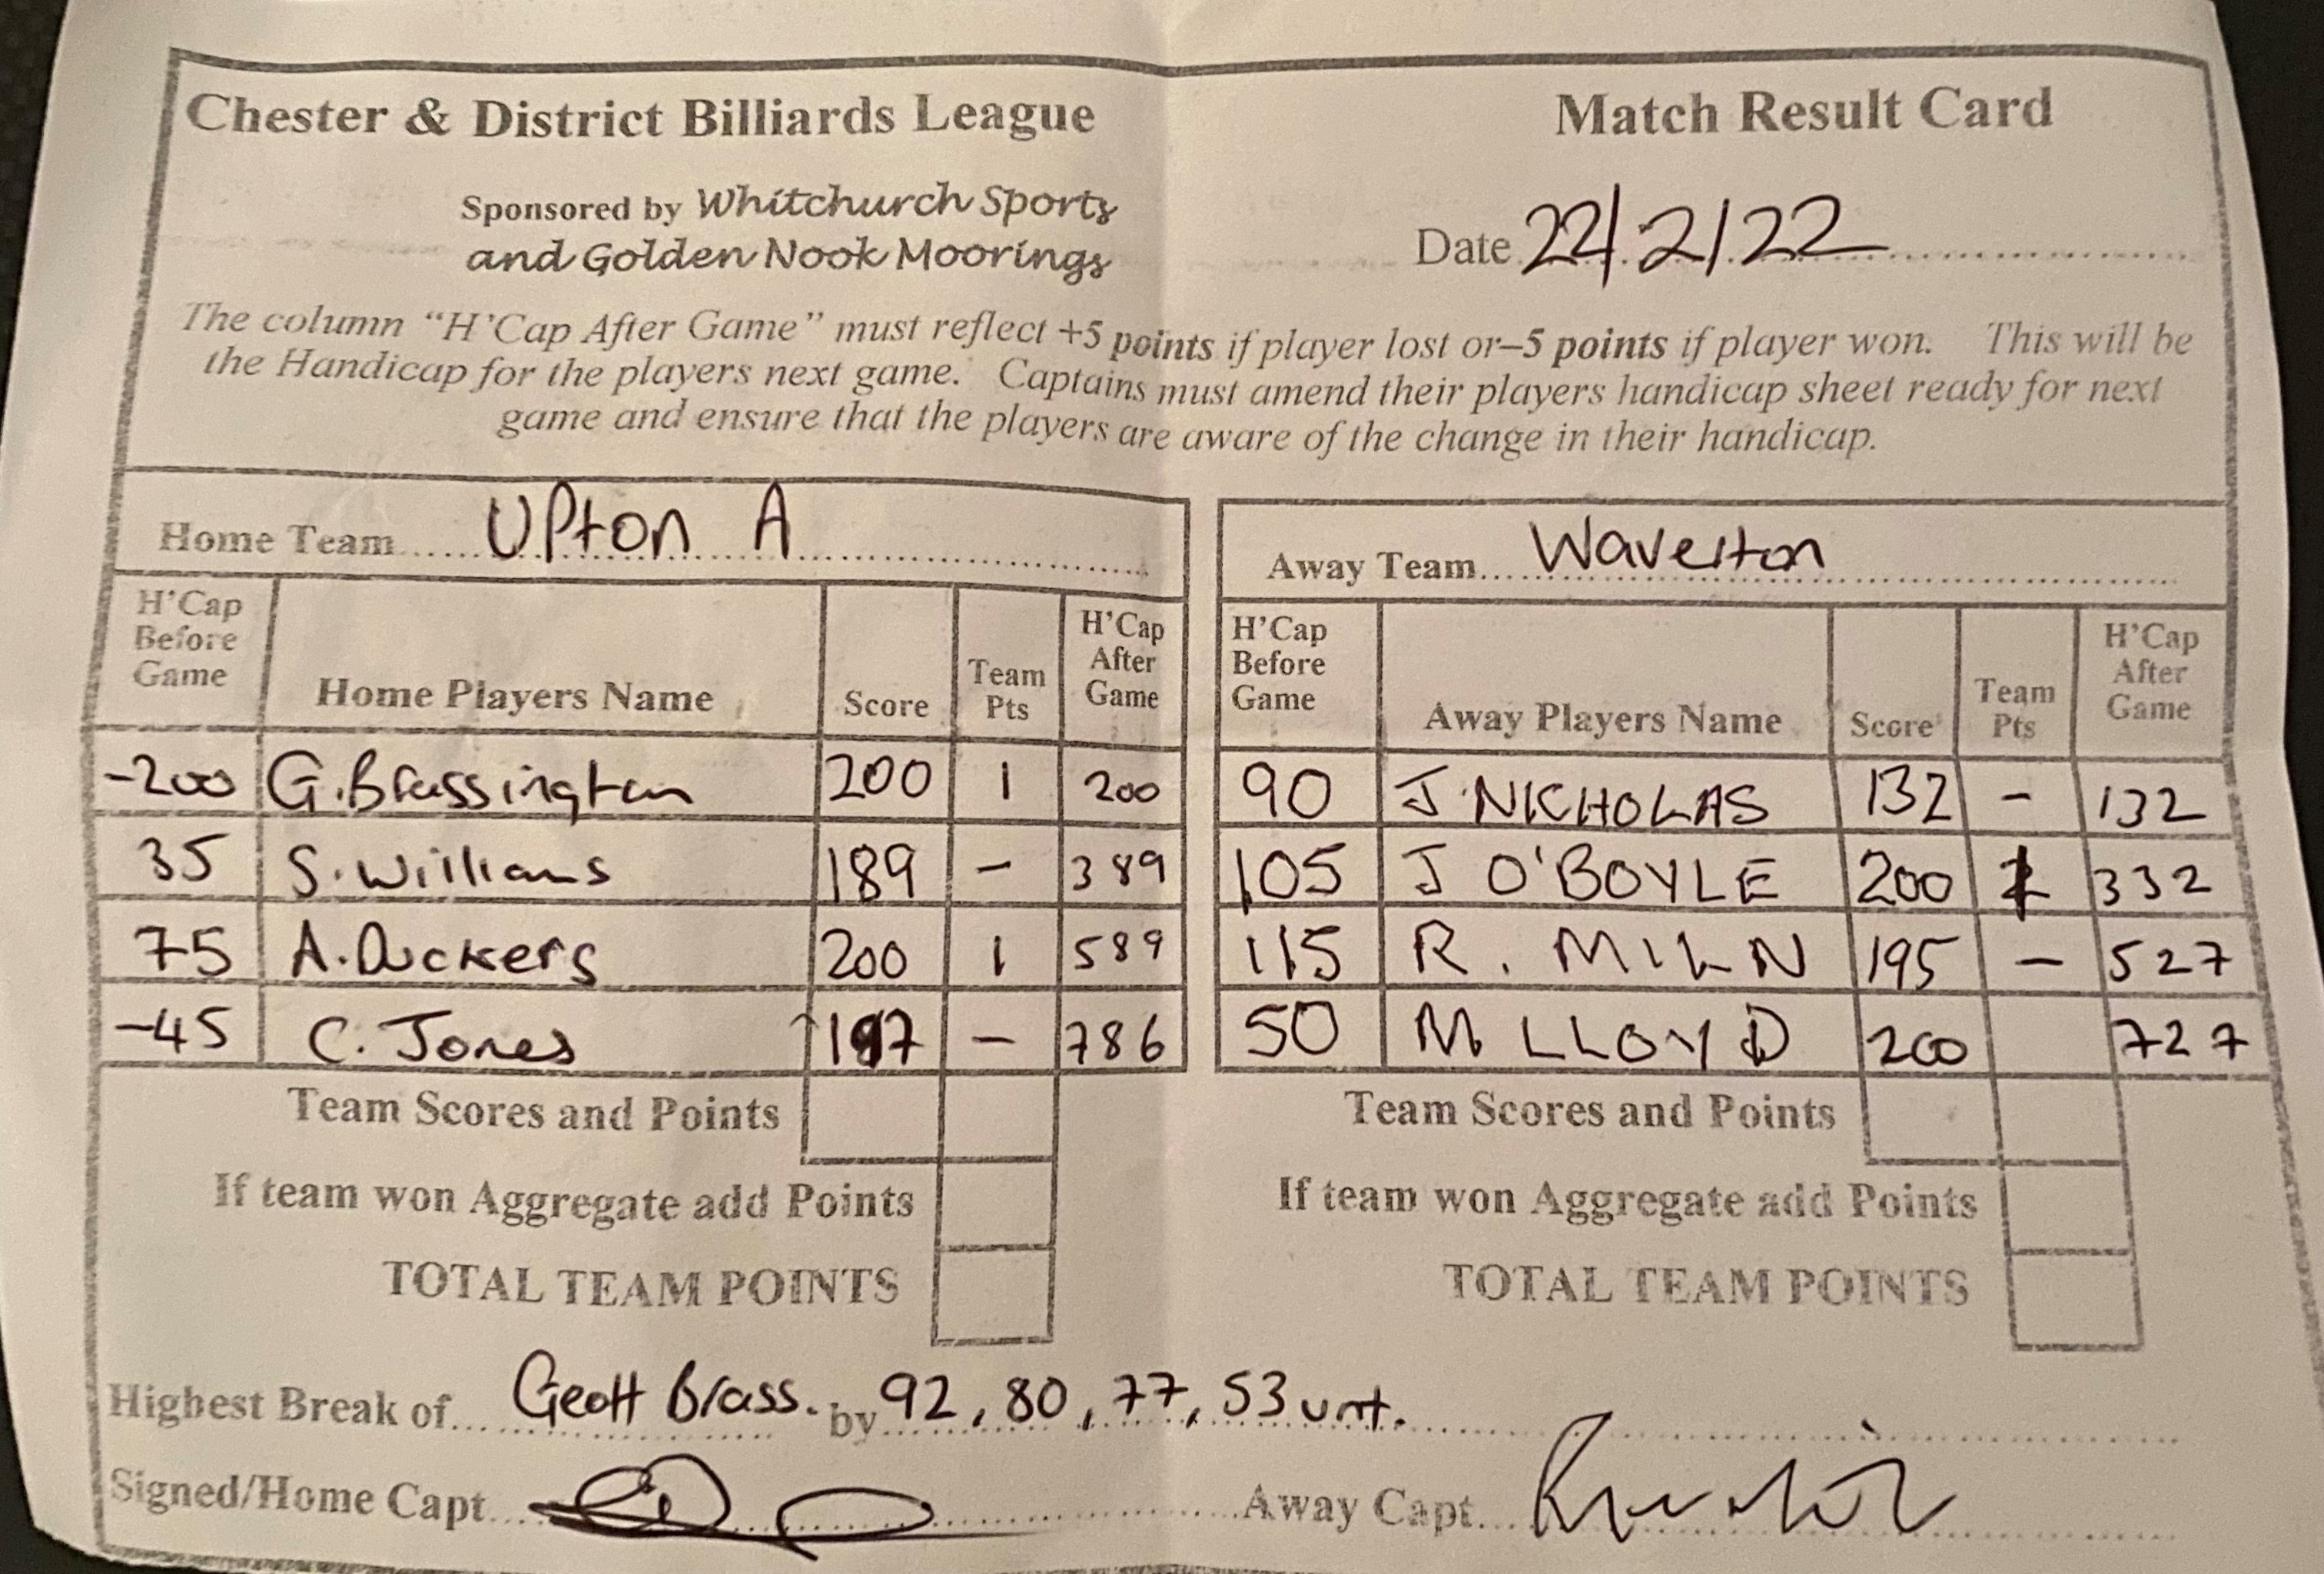 Chester & District Billiards League Match Result Card
Sponsored by Whitchurch Sports
and Golden Nook Moorings
Date 22/2/22
The column “H’Cap After Game” must reflect +5 points if player lost or–5 points if player won. This will be
the Handicap for the players next game. Captains must amend their players handicap sheet ready for next
game and ensure that the players are aware of the change in their handicap.
Home Team UPton A
H’Cap Before Game Home Players Name Score Team Pts H’Cap After Game
-200 G.Brassington 200 1 200
35 S.Williams 189 - 389
75 A.Duckers 200 1 589
-45 C.Jones 197 - 786
Team Scores and Points
If team won Aggregate add Points
TOTAL TEAM POINTS
Away Team Waverton
H’Cap Before Game Away Players Name Score Team Pts H’Cap After Game
90 J NICHOLAS 132 - 132
105 J O'BOYLE 200 1 332
115 R. MILN 195 - 527
50 M LLOYD 200 727
Team Scores and Points
If team won Aggregate add Points
TOTAL TEAM POINTS
Highest Break of Geoff Brass. by 92, 80, 77, 53 unf.
Signed/Home Capt
Away Capt